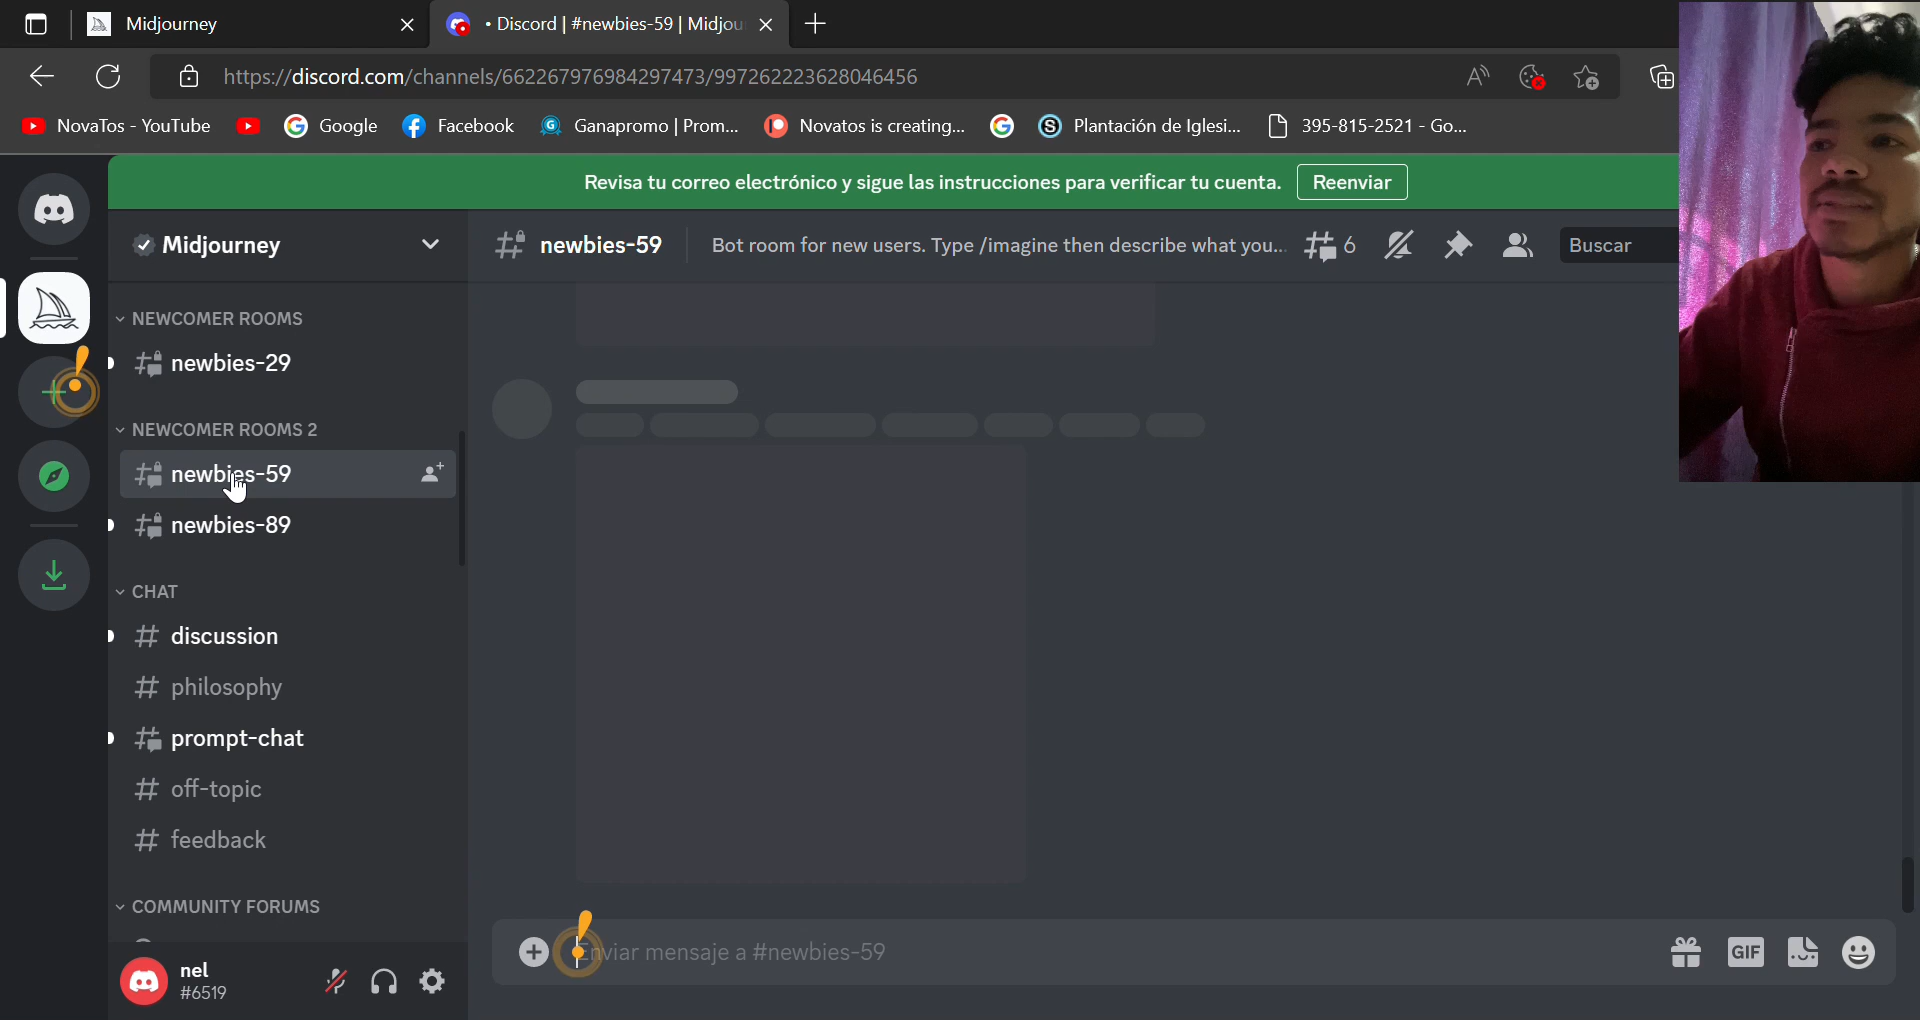 Midjourney
• Discord | #newbies-59 | Midjou
https://discord.com/channels/662267976984297473/997262223628046456
NovaTos - YouTube
Google
Facebook
Ganapromo | Prom...
Novatos is creating...
Plantación de Iglesi...
395-815-2521 - Go...
Revisa tu correo electrónico y sigue las instrucciones para verificar tu cuenta.
Reenviar
Midjourney
newbies-59
Bot room for new users. Type /imagine then describe what you...
6
Buscar
NEWCOMER ROOMS
newbies-29
NEWCOMER ROOMS 2
newbies-59
newbies-89
CHAT
discussion
philosophy
prompt-chat
off-topic
feedback
COMMUNITY FORUMS
nel
#6519
Enviar mensaje a #newbies-59
GIF